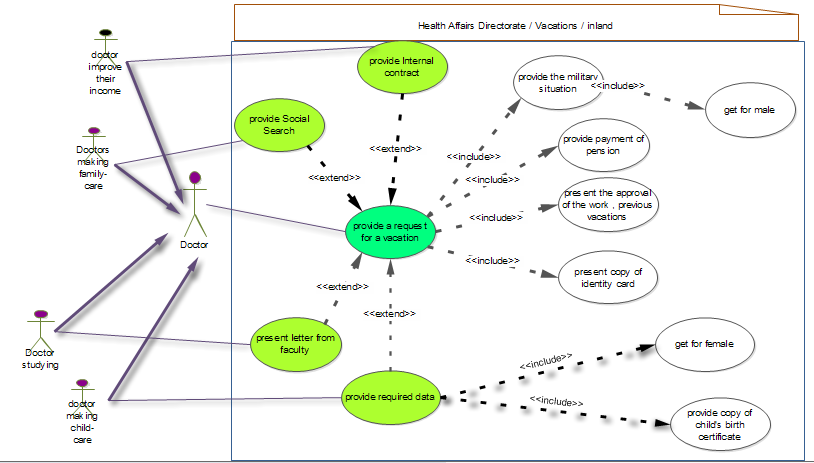 Health Affairs Directorate / Vacations / inland
doctor
improve
their
income
provide Internal
contract
provide the military
situation
<<include>>
get for male
provide Social
Search
<<extend>>
Doctors
making
family-
care
<<extend>>
<<include>>
provide payment of
pension
<<include>>
present the approval
of the work , previous
vacations
<<include>>
Doctor
provide a request
for a vacation
<<include>>
present copy of
identity card
<<extend>>
<<extend>>
Doctor
studying
present letter from
faculty
get for female
<<include>>
doctor
making
child-
care
provide required data
<<include>>
provide copy of
child's birth
certificate